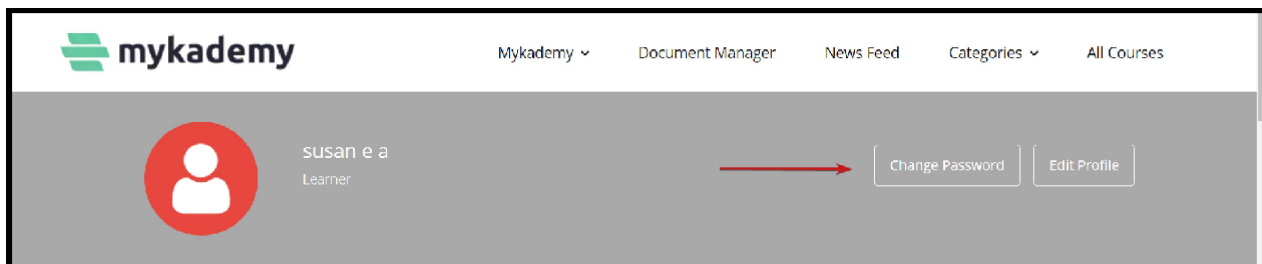 mykademy
Mykademy Document Manager News Feed Categories All Courses
susan e a
Learner
Change Password Edit Profile